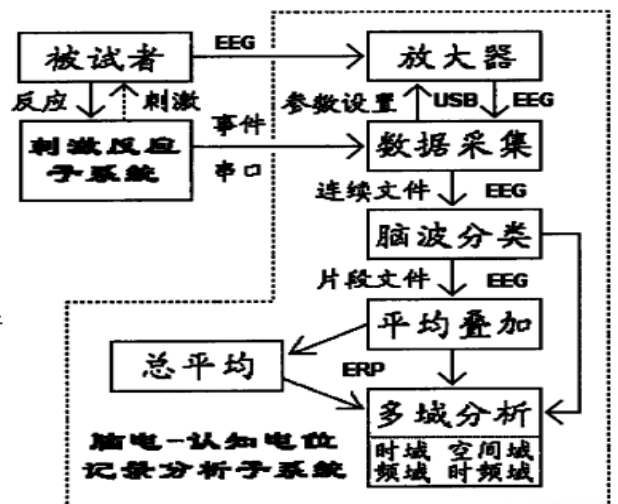 EEG
被试者
放大器
反应 刺激
参数设置 USB EEG
事件
刺激反应
子系统
数据采集
串口
连续文件 EEG
脑波分类
片段文件 EEG
平均叠加
总平均
ERP
多域分析
脑电-认知电位
记录分析子系统
时域 空间域
频域 时频域